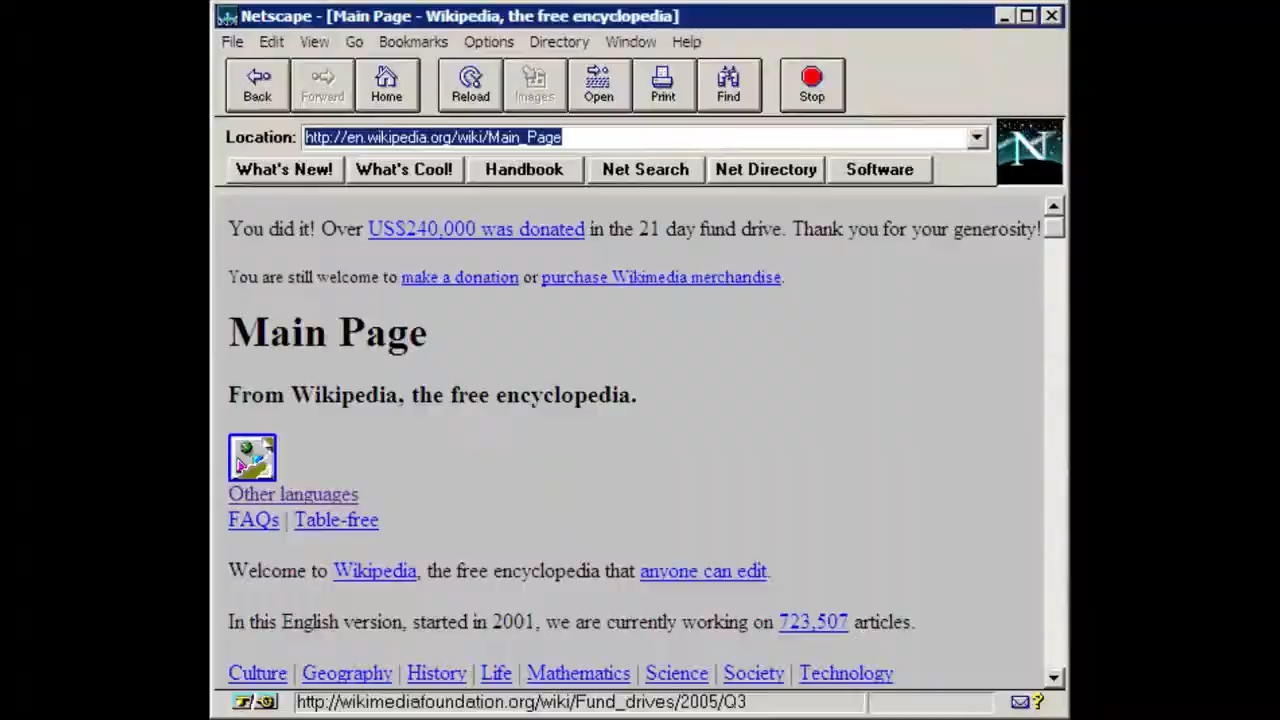 Netscape - [Main Page - Wikipedia, the free encyclopedia]
File Edit View Go Bookmarks Options Directory Window Help
Back Forward Home Reload Images Open Print Find Stop
Location: http://en.wikipedia.org/wiki/Main_Page
N
What's New! What's Cool! Handbook Net Search Net Directory Software
You did it! Over US$240,000 was donated in the 21 day fund drive. Thank you for your generosity!
You are still welcome to make a donation or purchase Wikimedia merchandise.
Main Page
From Wikipedia, the free encyclopedia.
Other languages
FAQs | Table-free
Welcome to Wikipedia, the free encyclopedia that anyone can edit.
In this English version, started in 2001, we are currently working on 723,507 articles.
Culture | Geography | History | Life | Mathematics | Science | Society | Technology
http://wikimediafoundation.org/wiki/Fund_drives/2005/Q3
?